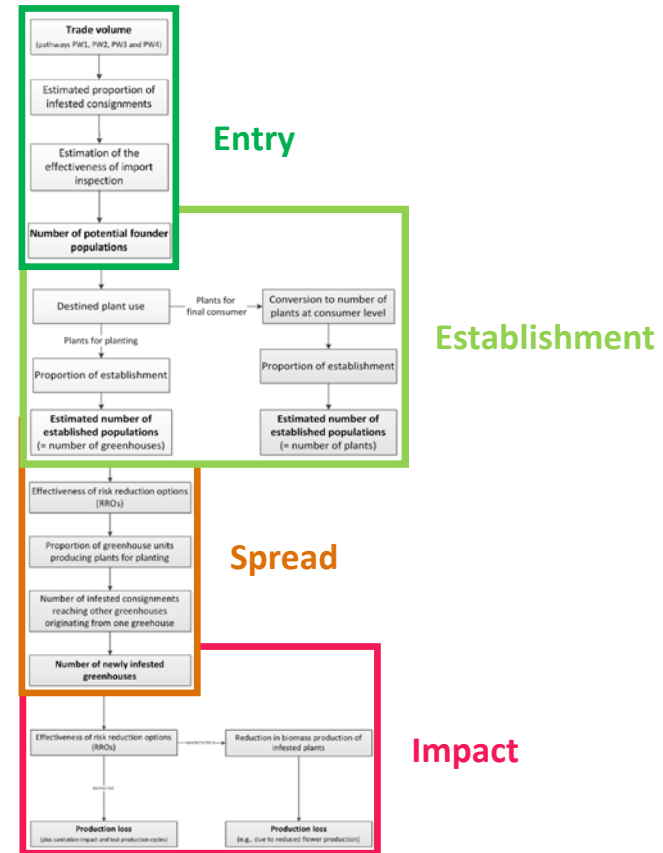 Trade volume
(pathways PW1, PW2, PW3 and PW4)
Estimated proportion of
infested consignments
Estimation of the
effectiveness of import
inspection
Number of potential founder
populations
Entry
Destined plant use
Plants for
final consumer
Conversion to number of
plants at consumer level
Plants for planting
Proportion of establishment
Proportion of establishment
Establishment
Estimated number of
established populations
(= number of greenhouses)
Estimated number of
established populations
(= number of plants)
Effectiveness of risk reduction options
(RROs)
Proportion of greenhouse units
producing plants for planting
Spread
Number of infested consignments
reaching other greenhouses
originating from one greehouse
Number of newly infested
greenhouses
Effectiveness of risk reduction options
(RROs)
Reduction in biomass production of
infested plants
Impact
Production loss
(plus sanitation impact and lost production cycles)
Production loss
(e.g., due to reduced flower production)